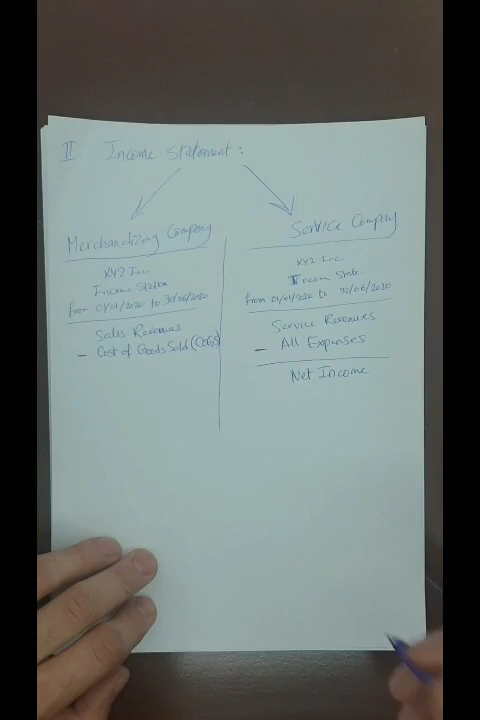 II Income Statement:
Merchandizing Company
XYZ Inc.
Income State
from 01/01/2020 to 30/06/2020
Sales Revenues
- Cost of Goods Sold (COGS)
Service Company
XYZ Inc.
Income State.
from 01/01/2020 to 30/06/2020
Service Revenues
- All Expenses
Net Income